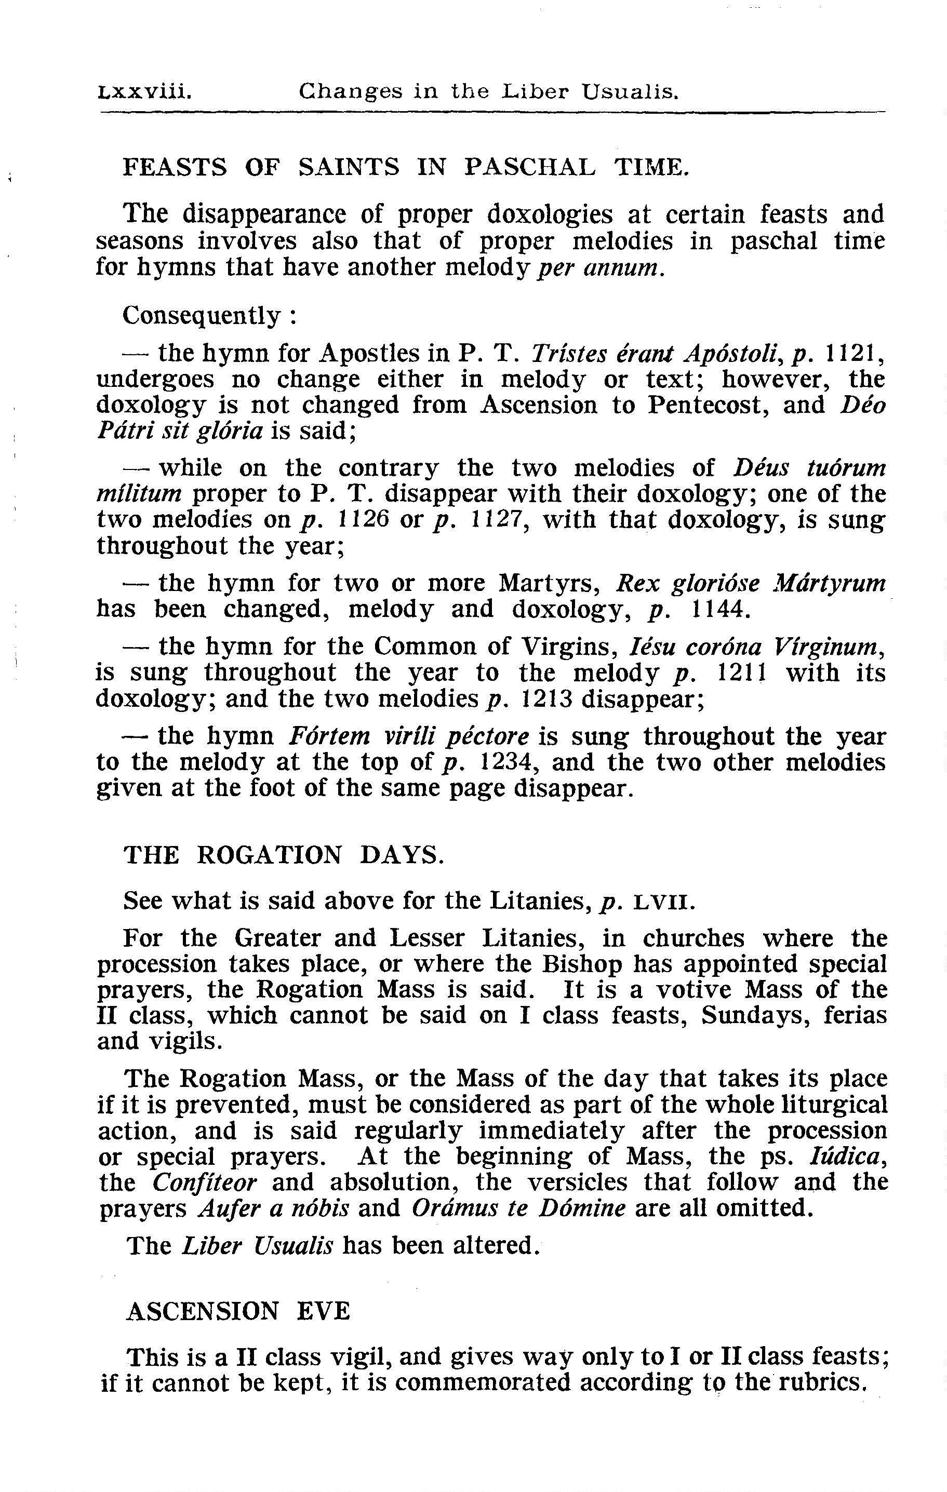 Lxxviii. Changes in the Liber Usualis.
FEASTS OF SAINTS IN PASCHAL TIME.
The disappearance of proper doxologies at certain feasts and
seasons involves also that of proper melodies in paschal time
for hymns that have another melody per annum.
Consequently :
— the hymn for Apostles in P. T. Trístes érant Apóstoli, p. 1121,
undergoes no change either in melody or text; however, the
doxology is not changed from Ascension to Pentecost, and Déo
Pátri sit glória is said;
— while on the contrary the two melodies of Déus tuórum
mílitum proper to P. T. disappear with their doxology; one of the
two melodies on p. 1126 or p. 1127, with that doxology, is sung
throughout the year;
— the hymn for two or more Martyrs, Rex glorióse Mártyrum
has been changed, melody and doxology, p. 1144.
— the hymn for the Common of Virgins, Iésu coróna Vírginum,
is sung throughout the year to the melody p. 1211 with its
doxology; and the two melodies p. 1213 disappear;
— the hymn Fórtem viríli péctore is sung throughout the year
to the melody at the top of p. 1234, and the two other melodies
given at the foot of the same page disappear.
THE ROGATION DAYS.
See what is said above for the Litanies, p. LVII.
For the Greater and Lesser Litanies, in churches where the
procession takes place, or where the Bishop has appointed special
prayers, the Rogation Mass is said. It is a votive Mass of the
II class, which cannot be said on I class feasts, Sundays, ferias
and vigils.
The Rogation Mass, or the Mass of the day that takes its place
if it is prevented, must be considered as part of the whole liturgical
action, and is said regularly immediately after the procession
or special prayers. At the beginning of Mass, the ps. Iúdica,
the Confíteor and absolution, the versicles that follow and the
prayers Aufer a nóbis and Orámus te Dómine are all omitted.
The Liber Usualis has been altered.
ASCENSION EVE
This is a II class vigil, and gives way only to I or II class feasts;
if it cannot be kept, it is commemorated according to the rubrics.